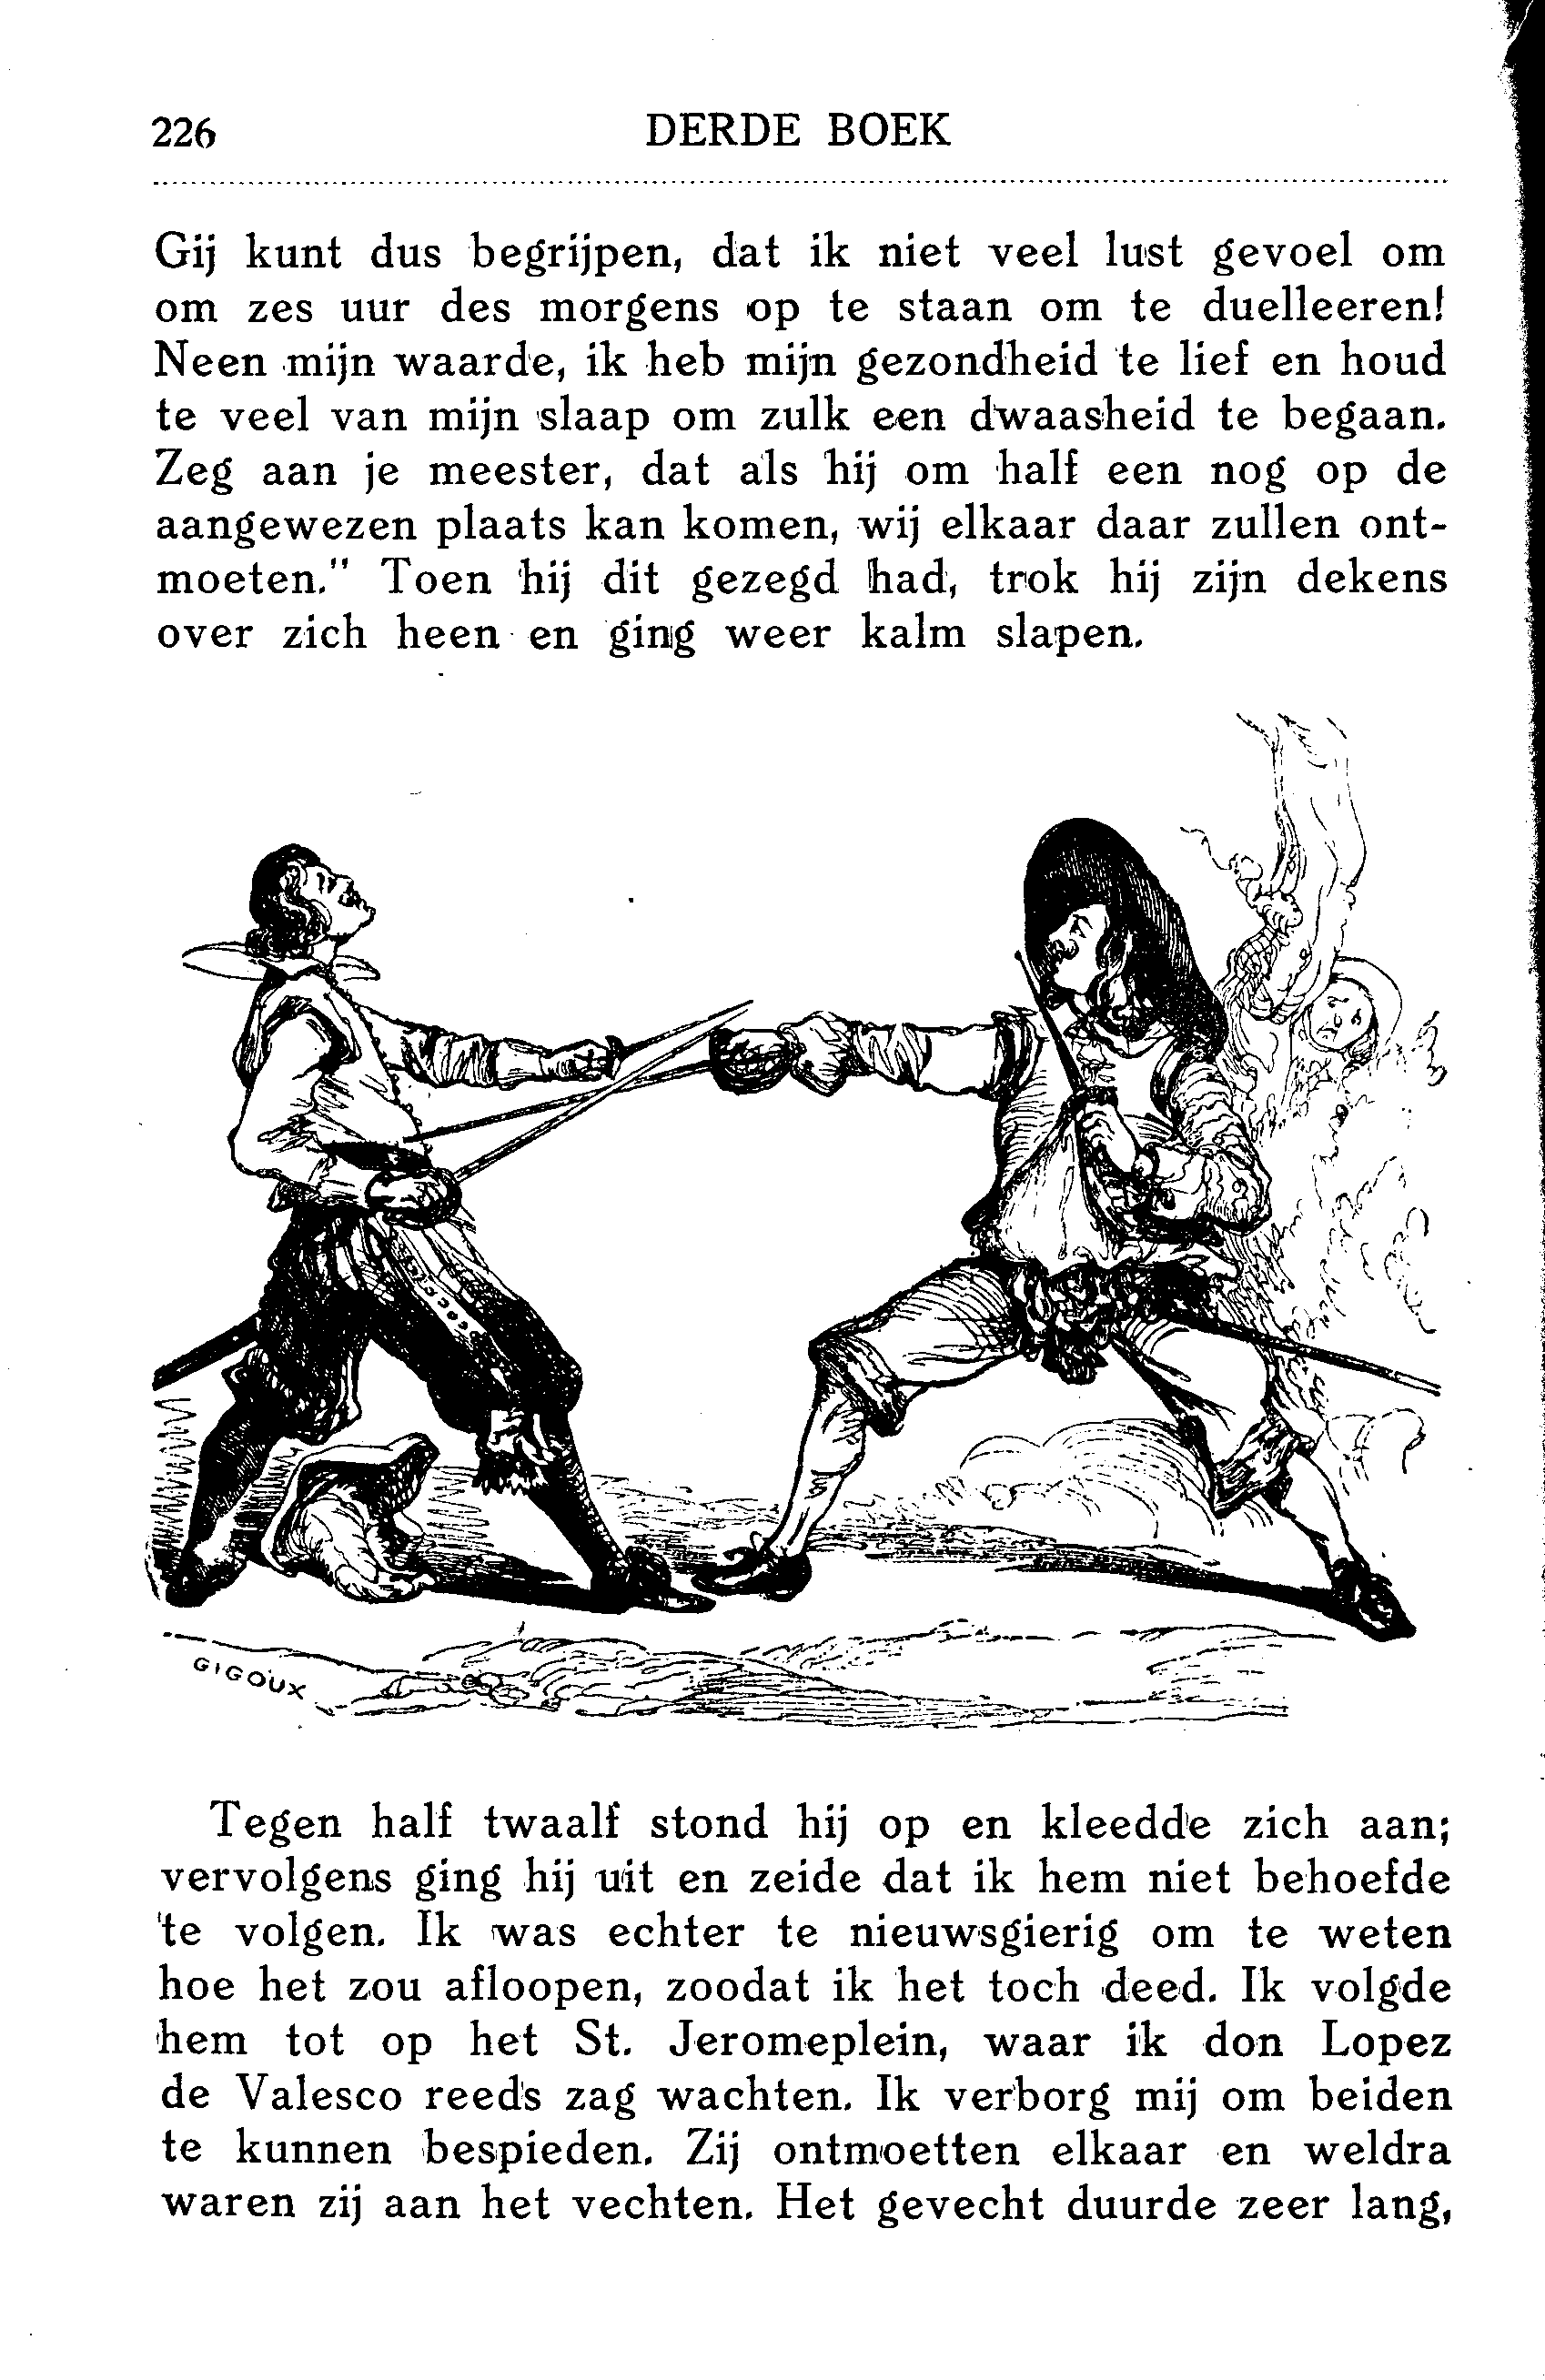 226
DERDE BOEK
Gij kunt dus begrijpen, dat ik niet veel lust gevoel om
om zes uur des morgens op te staan om te duelleeren!
Neen mijn waarde, ik heb mijn gezondheid te lief en houd
te veel van mijn slaap om zulk een dwaasheid te begaan.
Zeg aan je meester, dat als hij om half een nog op de
aangewezen plaats kan komen, wij elkaar daar zullen ont-
moeten." Toen hij dit gezegd had, trok hij zijn dekens
over zich heen en ging weer kalm slapen.
GIGOUX
Tegen half twaalf stond hij op en kleedde zich aan;
vervolgens ging hij uit en zeide dat ik hem niet behoefde
te volgen. Ik was echter te nieuwsgierig om te weten
hoe het zou afloopen, zoodat ik het toch deed. Ik volgde
hem tot op het St. Jeromeplein, waar ik don Lopez
de Valesco reeds zag wachten. Ik verborg mij om beiden
te kunnen bespieden. Zij ontmoetten elkaar en weldra
waren zij aan het vechten. Het gevecht duurde zeer lang,